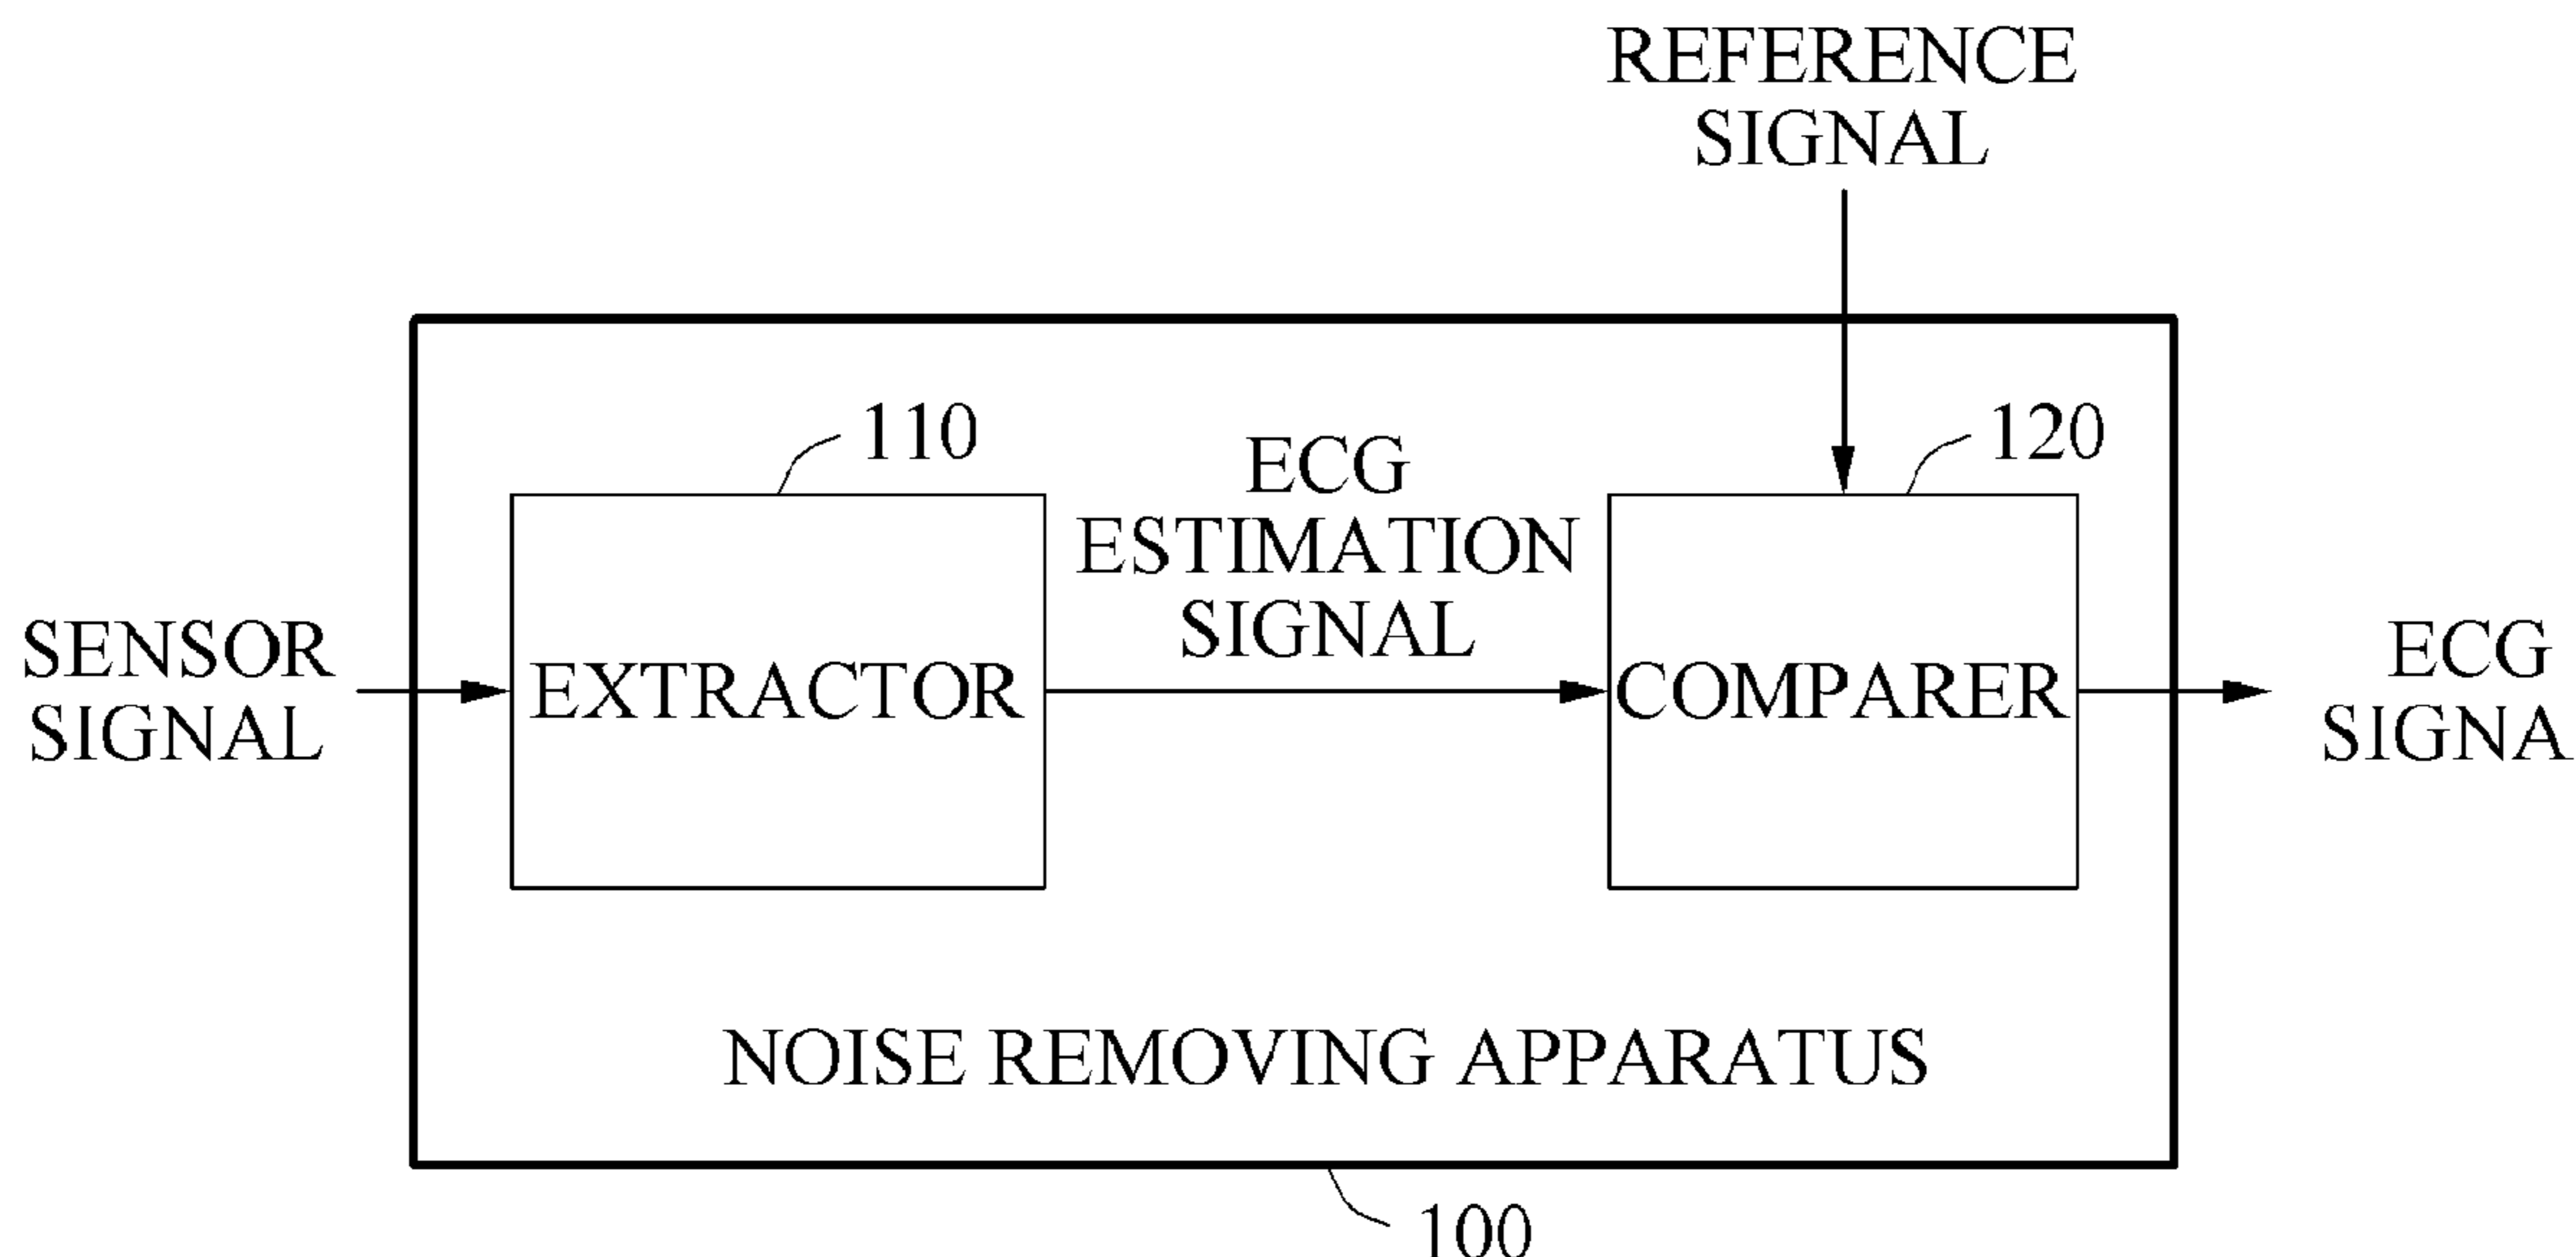 REFERENCE
SIGNAL
110
120
ECG
ESTIMATION
SIGNAL
SENSOR
SIGNAL
EXTRACTOR
COMPARER
ECG
SIGNA
NOISE REMOVING APPARATUS
100